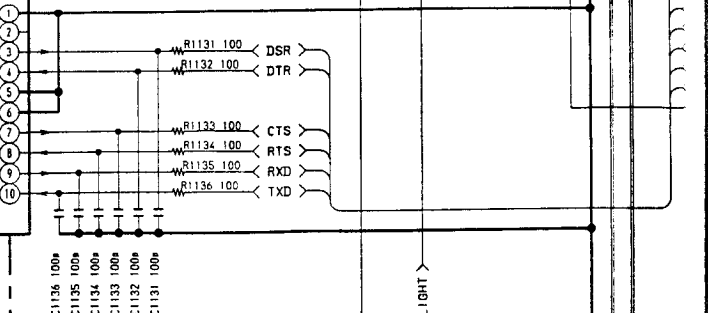 1
2
3 R1131 100 DSR
4 R1132 100 DTR
5
6
7 R1133 100 CTS
8 R1134 100 RTS
9 R1135 100 RXD
10 R1136 100 TXD
C1136 100n
C1135 100n
C1134 100n
C1133 100n
C1132 100n
C1131 100n
LIGHT